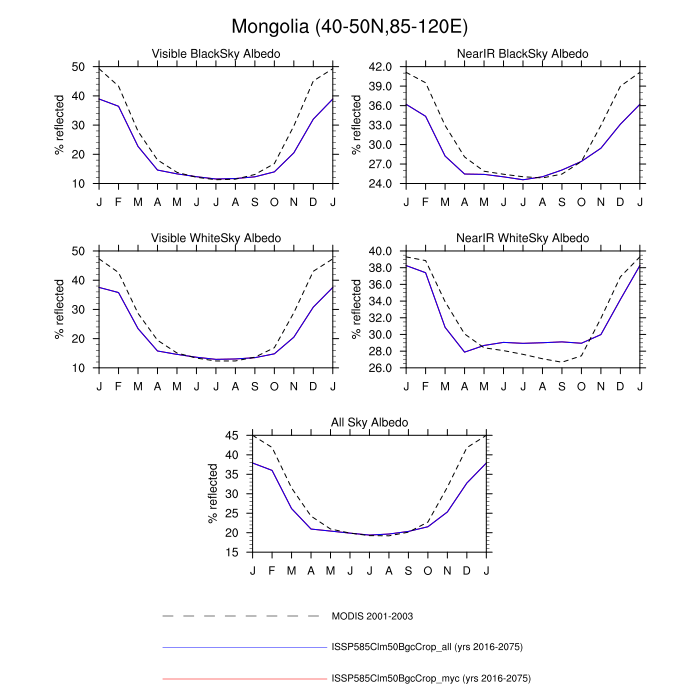 Mongolia (40-50N,85-120E)
Visible BlackSky Albedo
% reflected
50
40
30
20
10
J F M A M J J A S O N D J
NearIR BlackSky Albedo
% reflected
42.0
39.0
36.0
33.0
30.0
27.0
24.0
J F M A M J J A S O N D J
Visible WhiteSky Albedo
% reflected
50
40
30
20
10
J F M A M J J A S O N D J
NearIR WhiteSky Albedo
% reflected
40.0
38.0
36.0
34.0
32.0
30.0
28.0
26.0
J F M A M J J A S O N D J
All Sky Albedo
% reflected
45
40
35
30
25
20
15
J F M A M J J A S O N D J
MODIS 2001-2003
ISSP585Clm50BgcCrop_all (yrs 2016-2075)
ISSP585Clm50BgcCrop_myc (yrs 2016-2075)